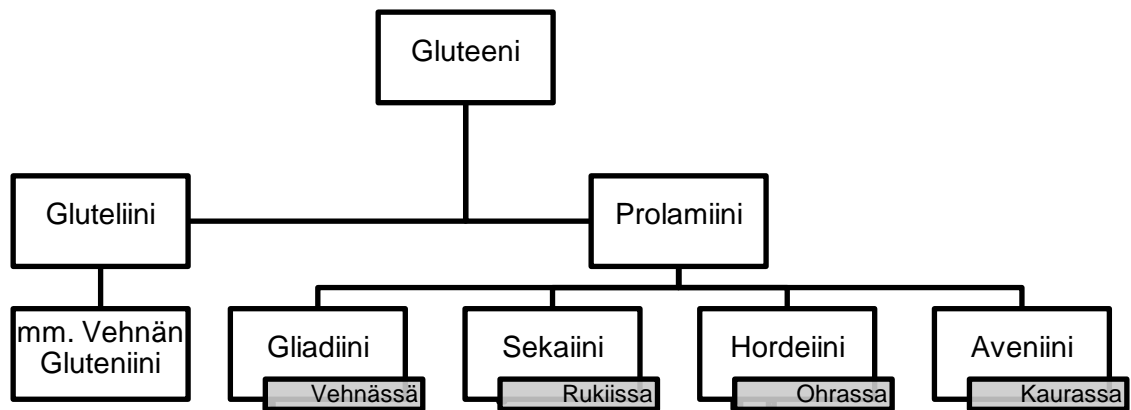 Gluteeni
Gluteliini
Prolamiini
mm. Vehnän
Gluteniini
Gliadiini
Vehnässä
Sekaiini
Rukiissa
Hordeiini
Ohrassa
Aveniini
Kaurassa